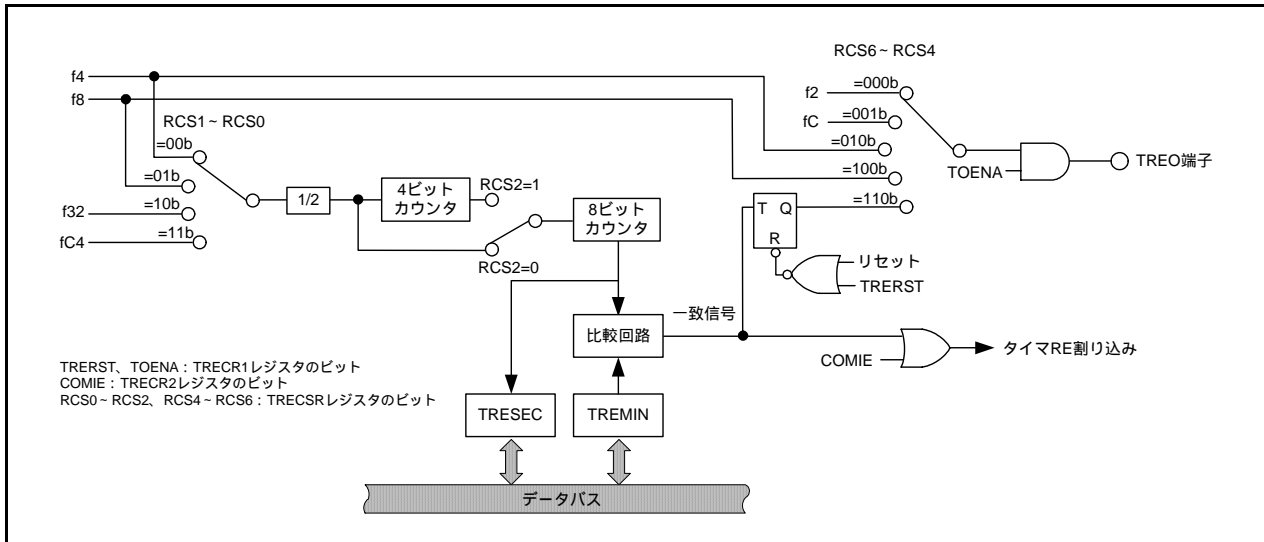 RCS6~RCS4
f4
f8
f2
=000b
fC
=001b
=010b
=100b
=110b
TOENA
TREO端子
RCS1~RCS0
=00b
=01b
f32
=10b
fC4
=11b
1/2
4ビット
カウンタ
RCS2=1
RCS2=0
8ビット
カウンタ
T Q
R
リセット
TRERST
一致信号
比較回路
COMIE
タイマRE割り込み
TRERST、TOENA:TRECR1レジスタのビット
COMIE:TRECR2レジスタのビット
RCS0~RCS2、RCS4~RCS6:TRECSRレジスタのビット
TRESEC
TREMIN
データバス